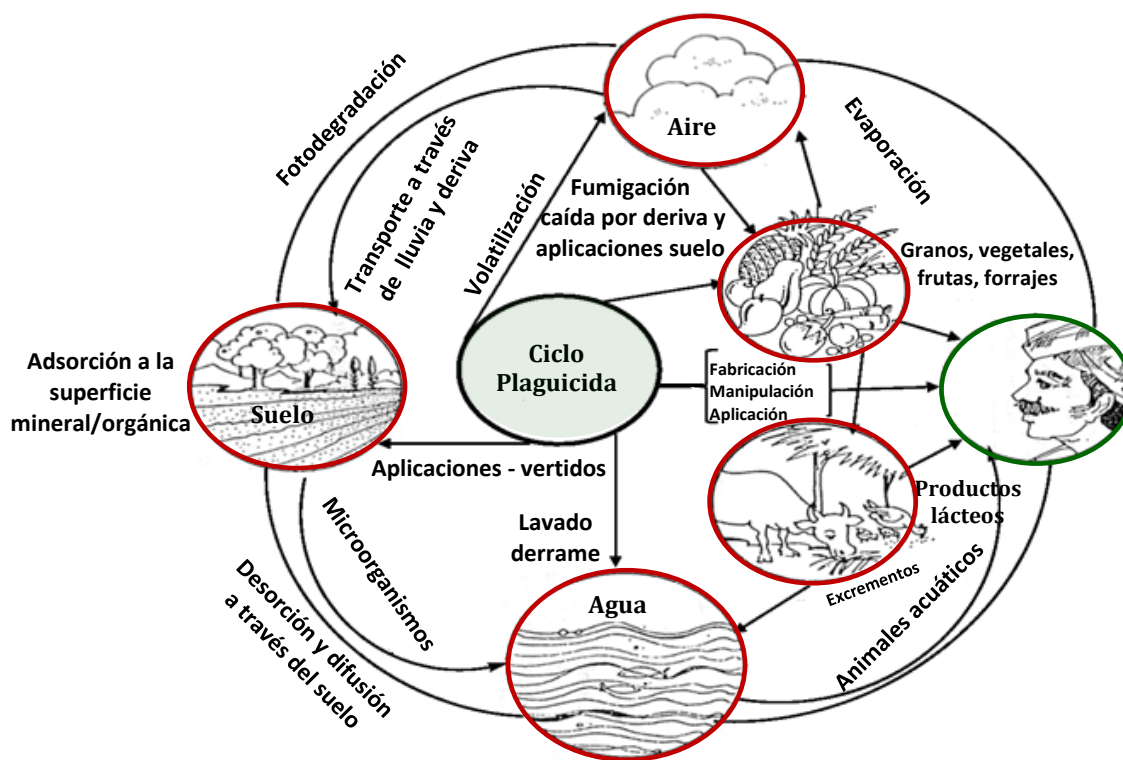 Fotodegradación
Transporte a través
de lluvia y deriva
Volatilización
Aire
Evaporación
Fumigación
caída por deriva y
aplicaciones suelo
Granos, vegetales,
frutas, forrajes
Ciclo
Plaguicida
Fabricación
Manipulación
Aplicación
Adsorción a la
superficie
mineral/orgánica
Suelo
Aplicaciones - vertidos
Microorganismos
Desorción y difusión
a través del suelo
Lavado
derrame
Agua
Productos
lácteos
Excrementos
Animales acuáticos